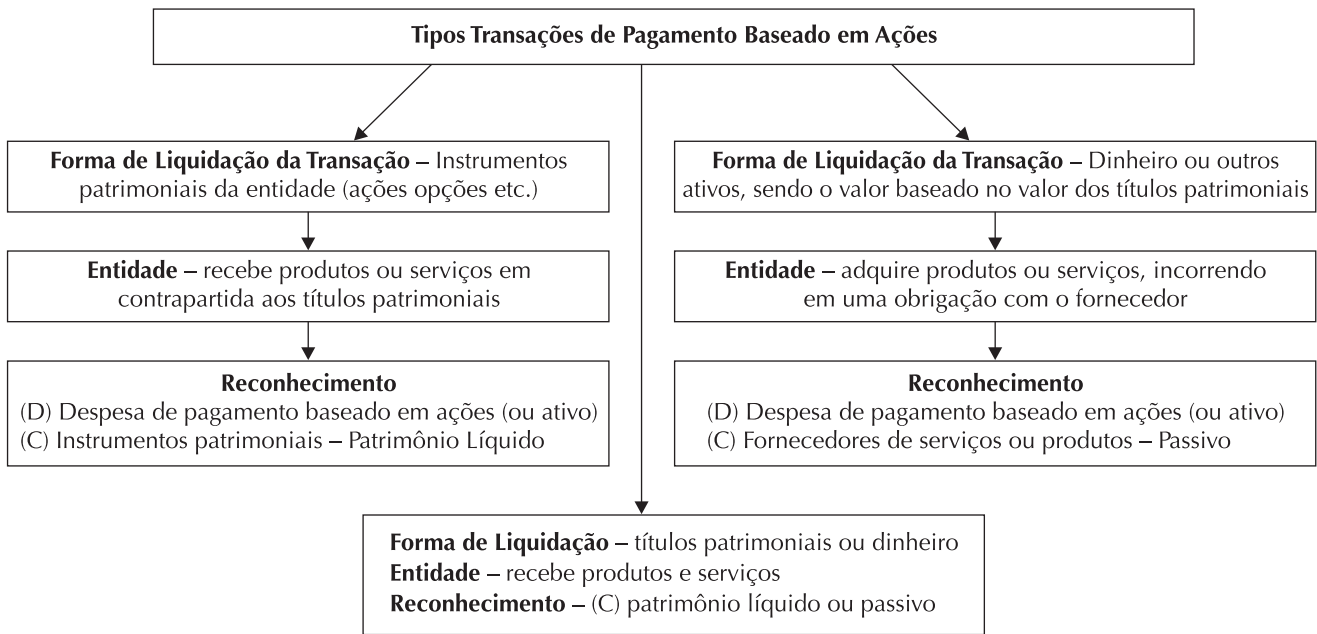 Tipos Transações de Pagamento Baseado em Ações
Forma de Liquidação da Transação – Instrumentos
patrimoniais da entidade (ações opções etc.)
Entidade – recebe produtos ou serviços em
contrapartida aos títulos patrimoniais
Reconhecimento
(D) Despesa de pagamento baseado em ações (ou ativo)
(C) Instrumentos patrimoniais – Patrimônio Líquido
Forma de Liquidação da Transação – Dinheiro ou outros
ativos, sendo o valor baseado no valor dos títulos patrimoniais
Entidade – adquire produtos ou serviços, incorrendo
em uma obrigação com o fornecedor
Reconhecimento
(D) Despesa de pagamento baseado em ações (ou ativo)
(C) Fornecedores de serviços ou produtos – Passivo
Forma de Liquidação – títulos patrimoniais ou dinheiro
Entidade – recebe produtos e serviços
Reconhecimento – (C) patrimônio líquido ou passivo